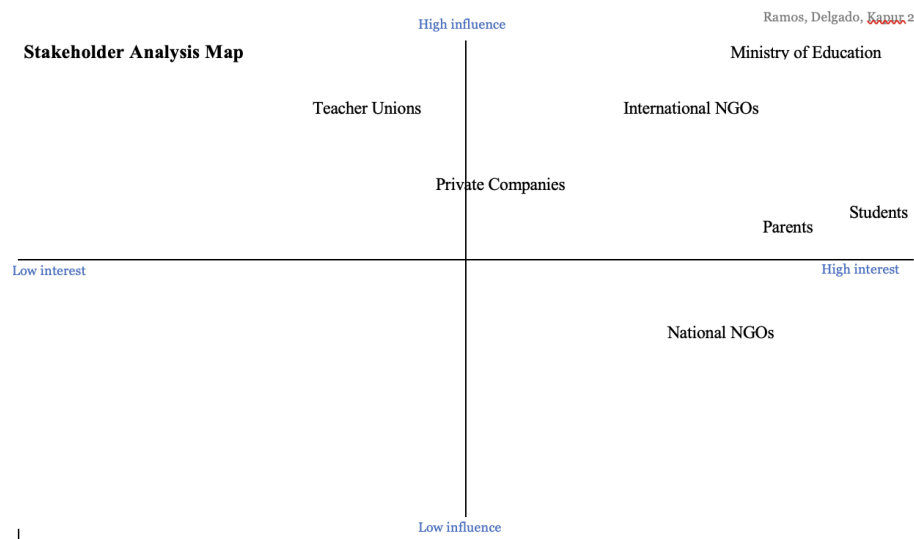 Ramos, Delgado, Kapur 2
High influence
Stakeholder Analysis Map
Ministry of Education
Teacher Unions
International NGOs
Private Companies
Students
Parents
Low interest
High interest
National NGOs
Low influence